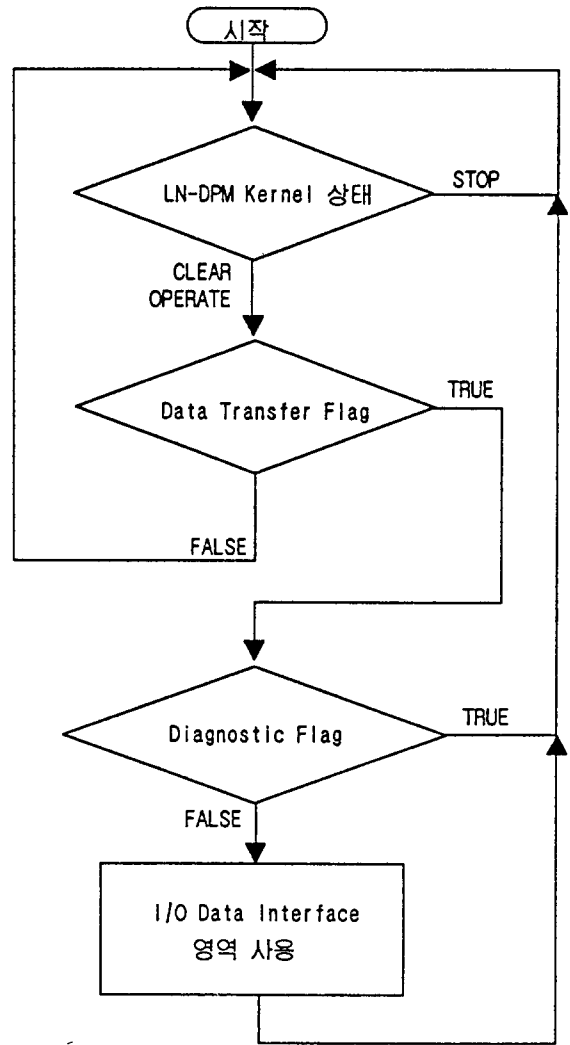 시작
LN-DPM Kernel 상태
STOP
CLEAR
OPERATE
Data Transfer Flag
TRUE
FALSE
Diagnostic Flag
TRUE
FALSE
I/O Data Interface
영역 사용